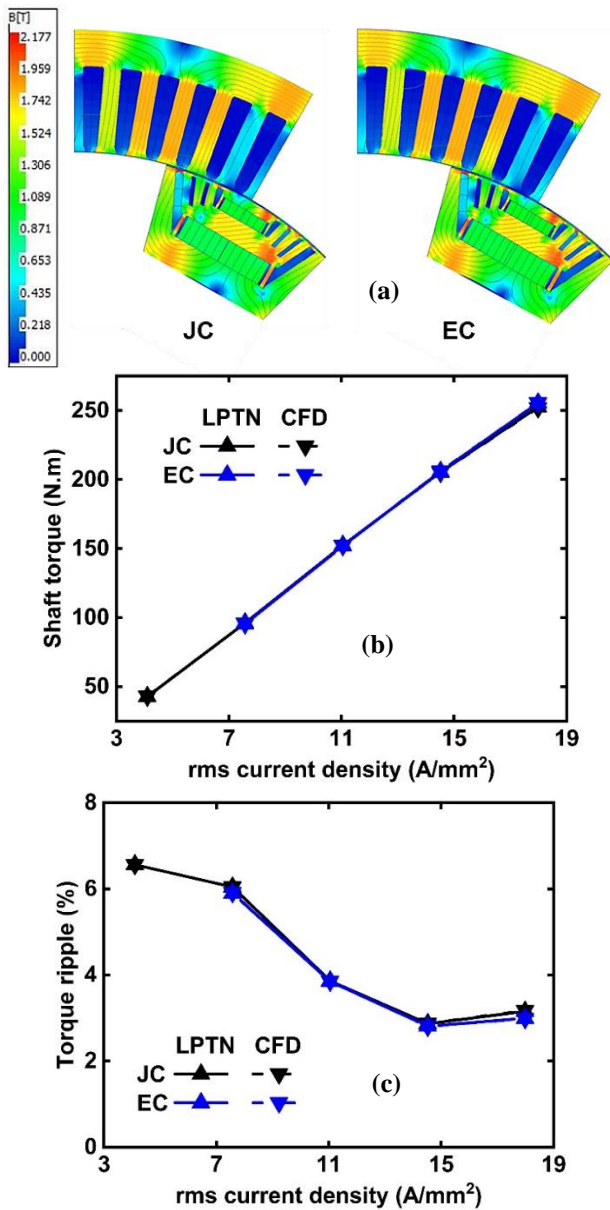 B[T]
2.177
1.959
1.742
1.524
1.306
1.089
0.871
0.653
0.435
0.218
0.000
(a)
JC EC
250
200
150
100
50
Shaft torque (N.m)
LPTN CFD
JC
EC
(b)
3 7 11 15 19
rms current density (A/mm²)
8
6
4
2
0
Torque ripple (%)
LPTN CFD
JC
EC
(c)
3 7 11 15 19
rms current density (A/mm²)